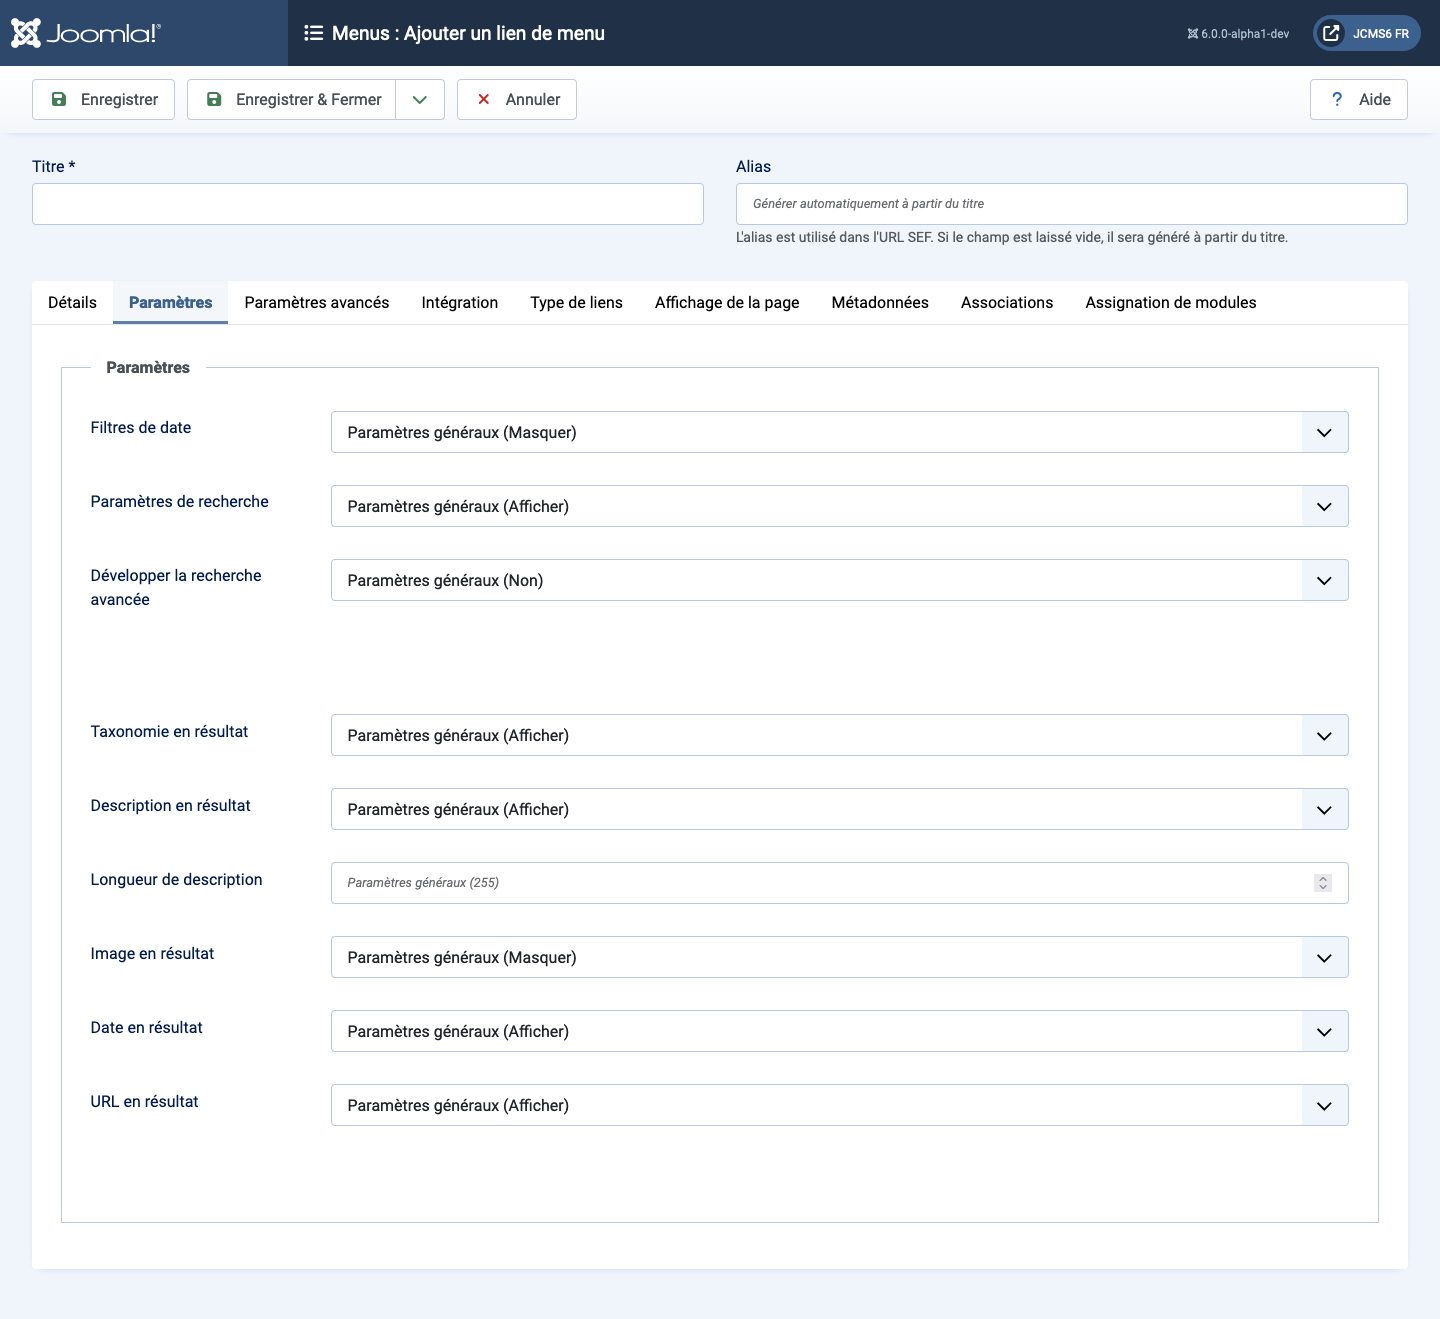 Joomla!®
Menus : Ajouter un lien de menu
6.0.0-alpha1-dev
JCMS6 FR
Enregistrer
Enregistrer & Fermer
Annuler
? Aide
Titre *
Alias
Générer automatiquement à partir du titre
L'alias est utilisé dans l'URL SEF. Si le champ est laissé vide, il sera généré à partir du titre.
Détails Paramètres Paramètres avancés Intégration Type de liens Affichage de la page Métadonnées Associations Assignation de modules
Paramètres
Filtres de date
Paramètres généraux (Masquer)
Paramètres de recherche
Paramètres généraux (Afficher)
Développer la recherche
avancée
Paramètres généraux (Non)
Taxonomie en résultat
Paramètres généraux (Afficher)
Description en résultat
Paramètres généraux (Afficher)
Longueur de description
Paramètres généraux (255)
Image en résultat
Paramètres généraux (Masquer)
Date en résultat
Paramètres généraux (Afficher)
URL en résultat
Paramètres généraux (Afficher)